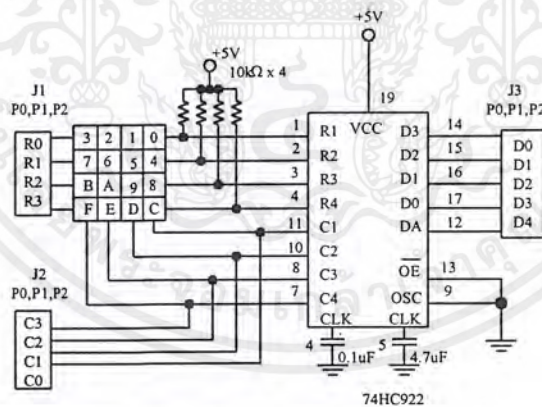 +5V
+5V
10kΩ x 4
J1
P0,P1,P2
R0
R1
R2
R3
3 2 1 0
7 6 5 4
B A 9 8
F E D C
J2
P0,P1,P2
C3
C2
C1
C0
19
VCC
1 R1
2 R2
3 R3
4 R4
11 C1
10 C2
8 C3
7 C4
D3 14
D2 15
D1 16
D0 17
DA 12
OE 13
OSC 9
CLK CLK
4 0.1uF
5 4.7uF
74HC922
J3
P0,P1,P2
D0
D1
D2
D3
D4